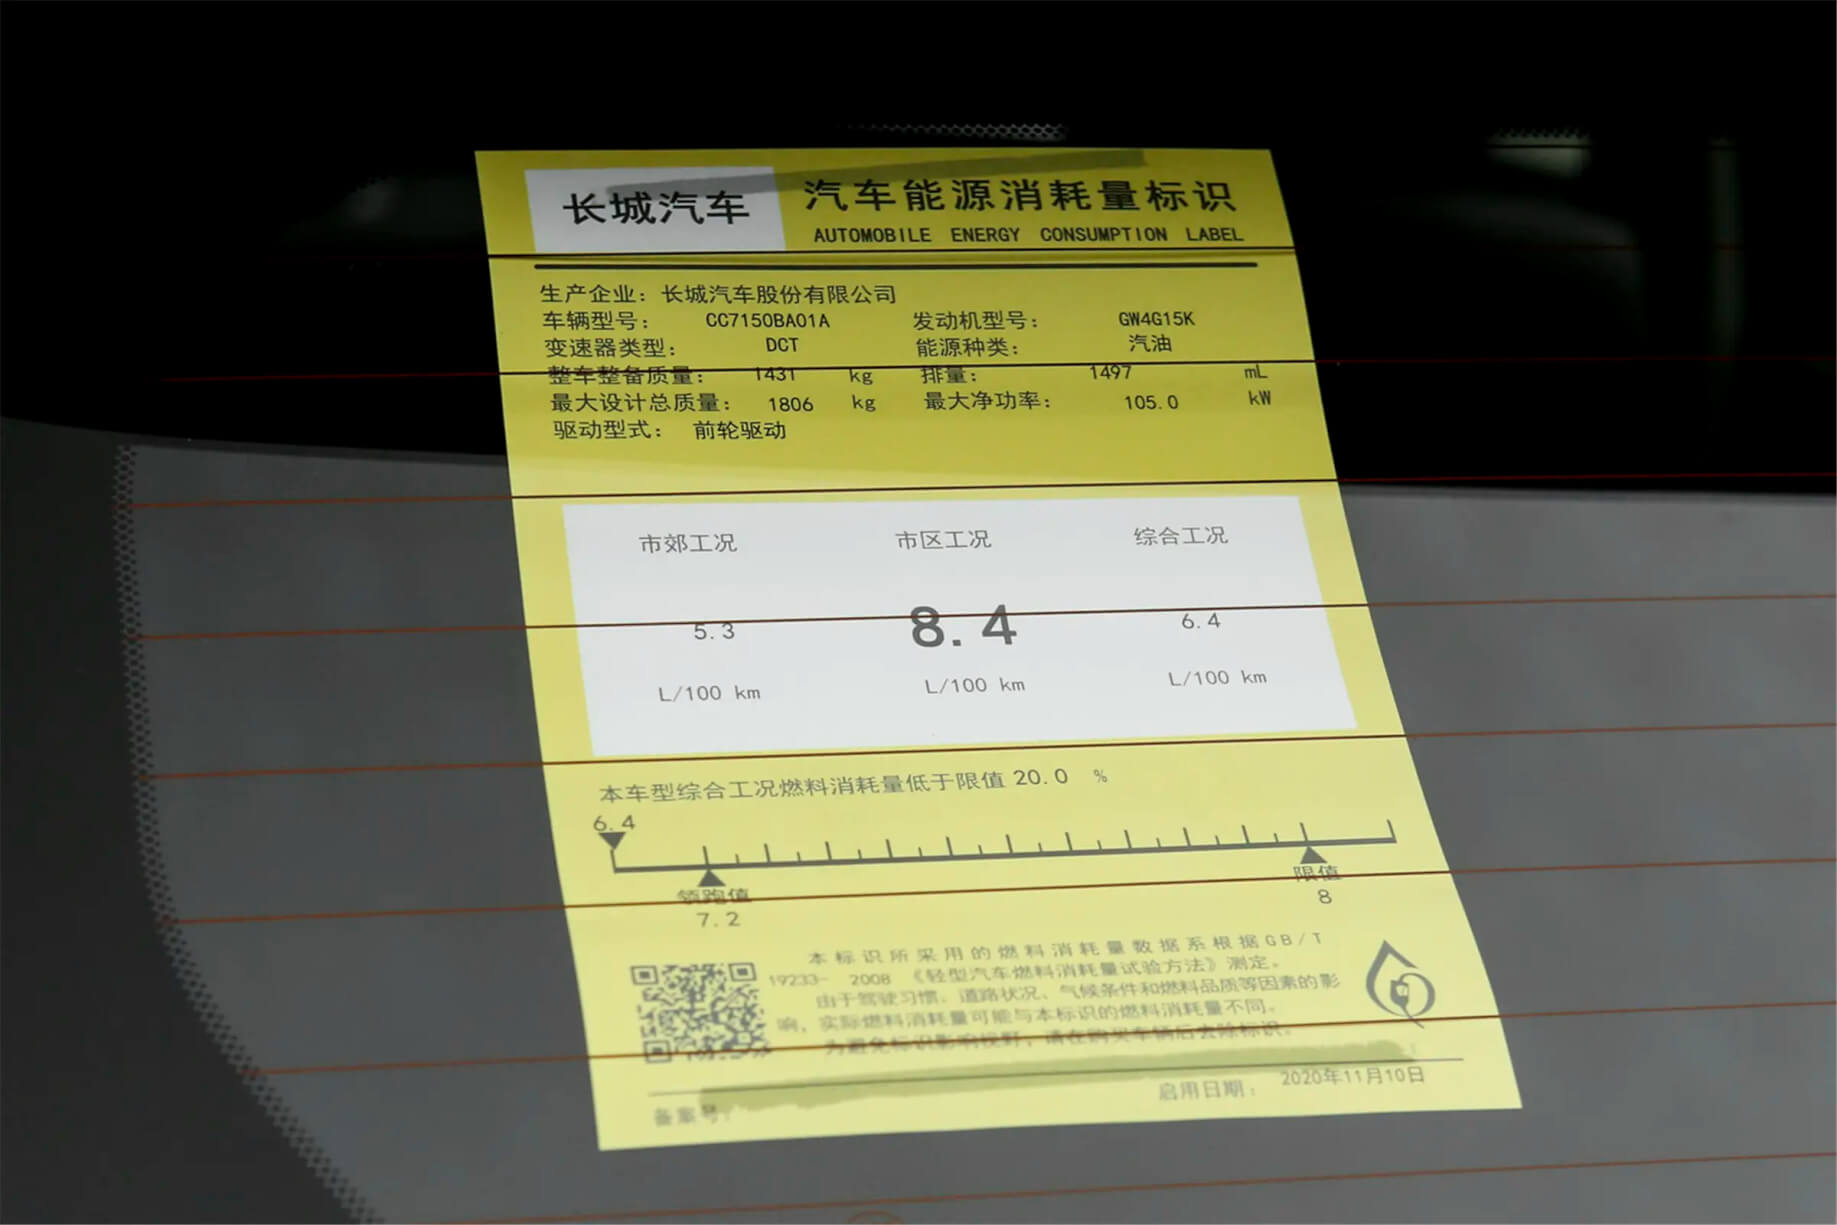 长城汽车 汽车能源消耗量标识
AUTOMOBILE ENERGY CONSUMPTION LABEL
生产企业: 长城汽车股份有限公司
车辆型号: CC7150BA01A 发动机型号: GW4G15K
变速器类型: DCT 能源种类: 汽油
整车整备质量: 1431 kg 排量: 1497 mL
最大设计总质量: 1806 kg 最大净功率: 105.0 kW
驱动型式: 前轮驱动
市郊工况 市区工况 综合工况
5.3 8.4 6.4
L/100 km L/100 km L/100 km
本车型综合工况燃料消耗量低于限值 20.0 %
6.4
领跑值 限值
7.2 8
本标识所采用的燃料消耗量数据系根据GB/T
19233- 2008 《轻型汽车燃料消耗量试验方法》测定。
由于驾驶习惯、道路状况、气候条件和燃料品质等因素的影
响, 实际燃料消耗量可能与本标识的燃料消耗量不同。
为避免标识影响视野, 请在购买车辆后去除标识。
备案号: 启用日期: 2020年11月10日